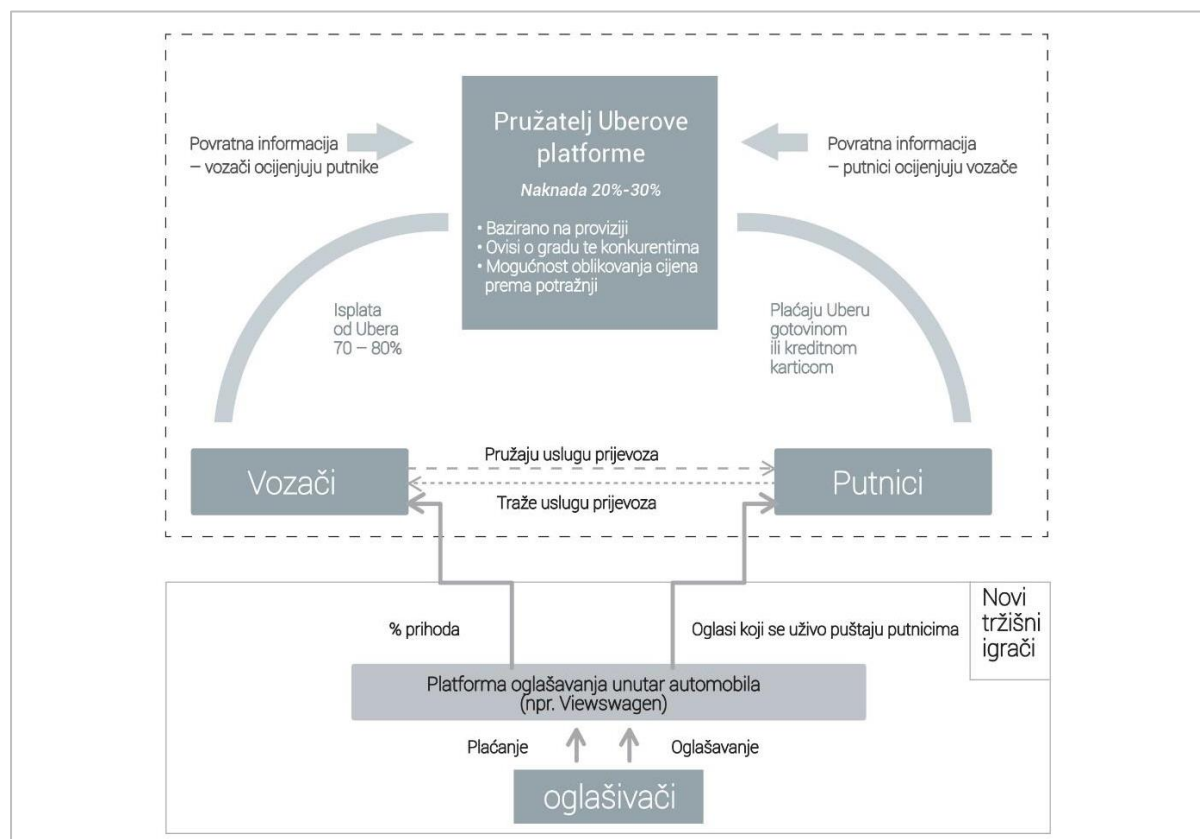 Pružatelj Uberove
platforme
Naknada 20%-30%
• Bazirano na proviziji
• Ovisi o gradu te konkurentima
• Mogućnost oblikovanja cijena
prema potražnji
Povratna informacija
– vozači ocijenjuju putnike
Povratna informacija
– putnici ocijenjuju vozače
Isplata
od Ubera
70 – 80%
Plaćaju Uberu
gotovinom
ili kreditnom
karticom
Vozači
Pružaju uslugu prijevoza
Traže uslugu prijevoza
Putnici
Novi
tržišni
igrači
% prihoda
Oglasi koji se uživo puštaju putnicima
Platforma oglašavanja unutar automobila
(npr. Viewswagen)
Plaćanje
Oglašavanje
oglašivači